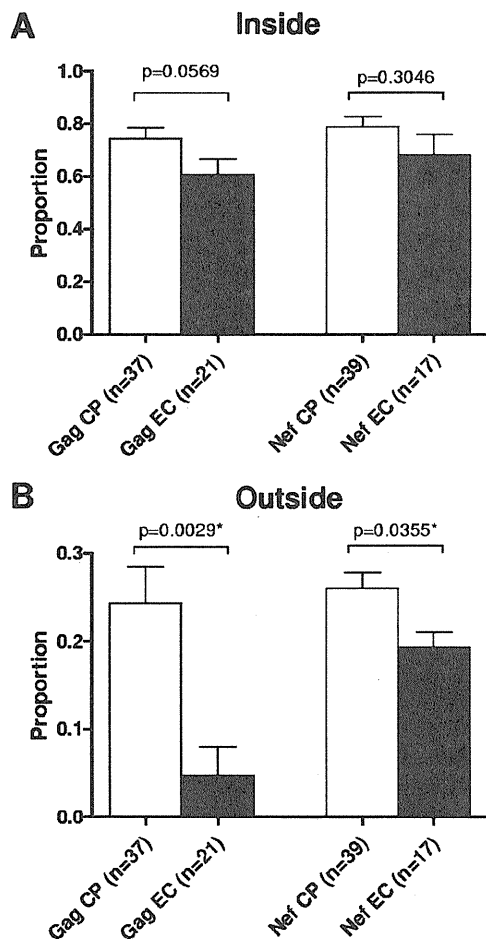 A Inside
p=0.0569 p=0.3046
1.0
0.8
0.6
0.4
0.2
0.0
Proportion
Gag CP (n=37)
Gag EC (n=21)
Nef CP (n=39)
Nef EC (n=17)
B Outside
p=0.0029* p=0.0355*
0.3
0.2
0.1
0.0
Proportion
Gag CP (n=37)
Gag EC (n=21)
Nef CP (n=39)
Nef EC (n=17)